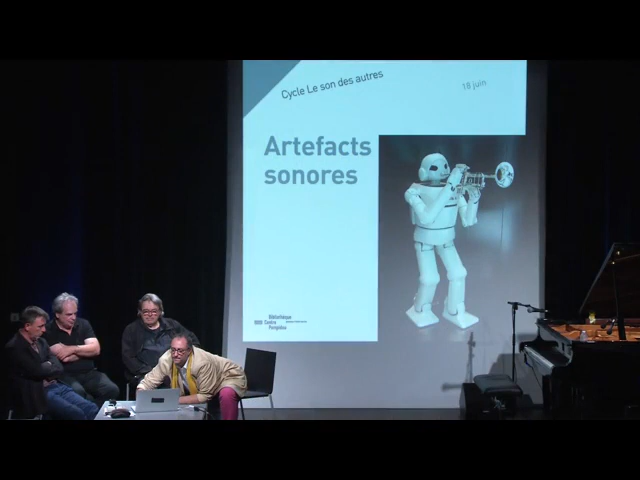 Cycle Le son des autres
18 juin
Artefacts
sonores
Bibliothèque
Centre
Pompidou